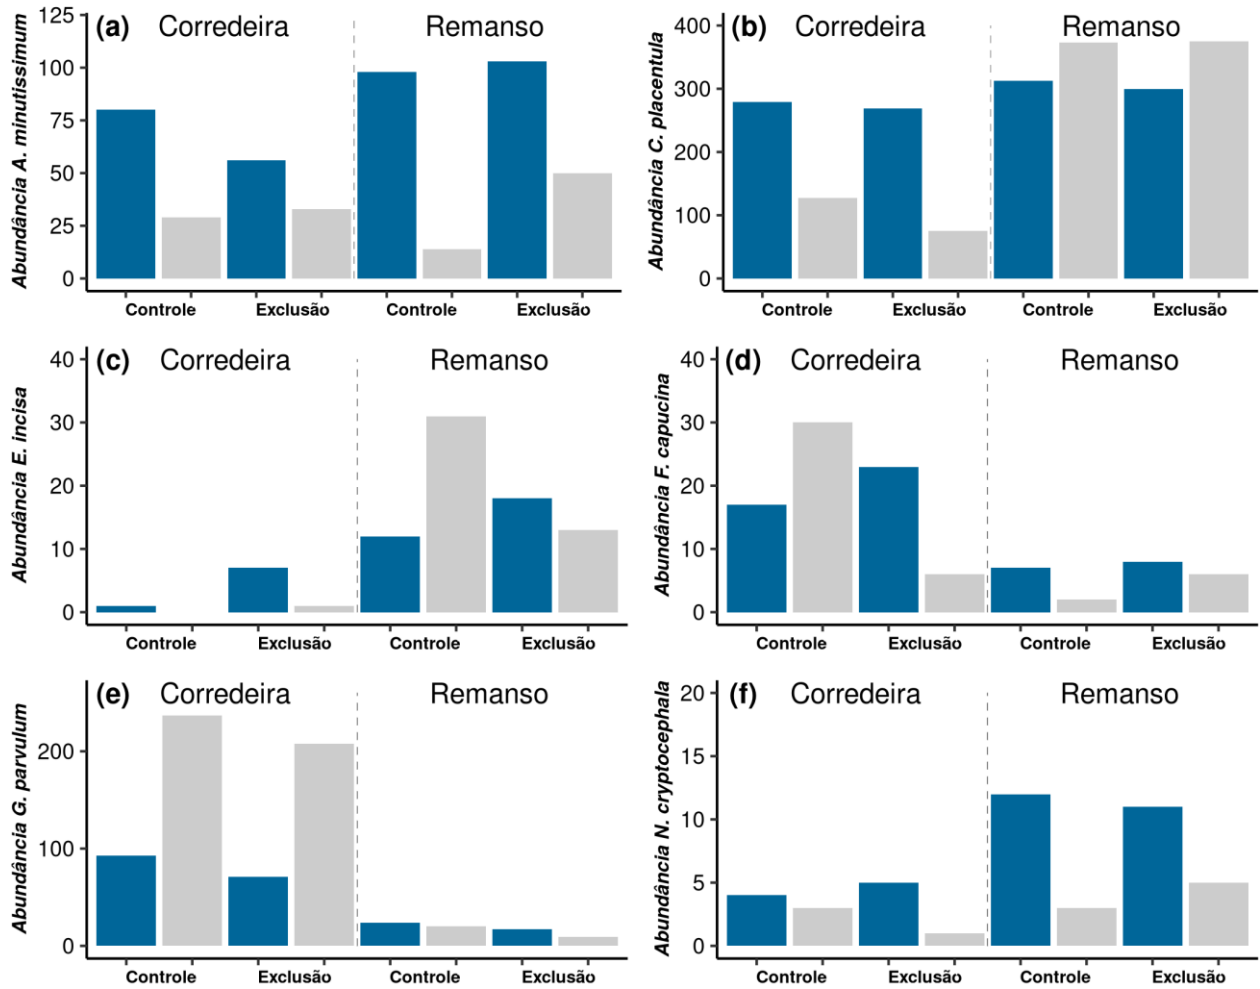 (a) Corredeira Remanso
Abundância A. minutissimum
125
100
75
50
25
0
Controle Exclusão Controle Exclusão
(b) Corredeira Remanso
Abundância C. placentula
400
300
200
100
0
Controle Exclusão Controle Exclusão
(c) Corredeira Remanso
Abundância E. incisa
40
30
20
10
0
Controle Exclusão Controle Exclusão
(d) Corredeira Remanso
Abundância F. capucina
40
30
20
10
0
Controle Exclusão Controle Exclusão
(e) Corredeira Remanso
Abundância G. parvulum
200
100
0
Controle Exclusão Controle Exclusão
(f) Corredeira Remanso
Abundância N. cryptocephala
20
15
10
5
0
Controle Exclusão Controle Exclusão